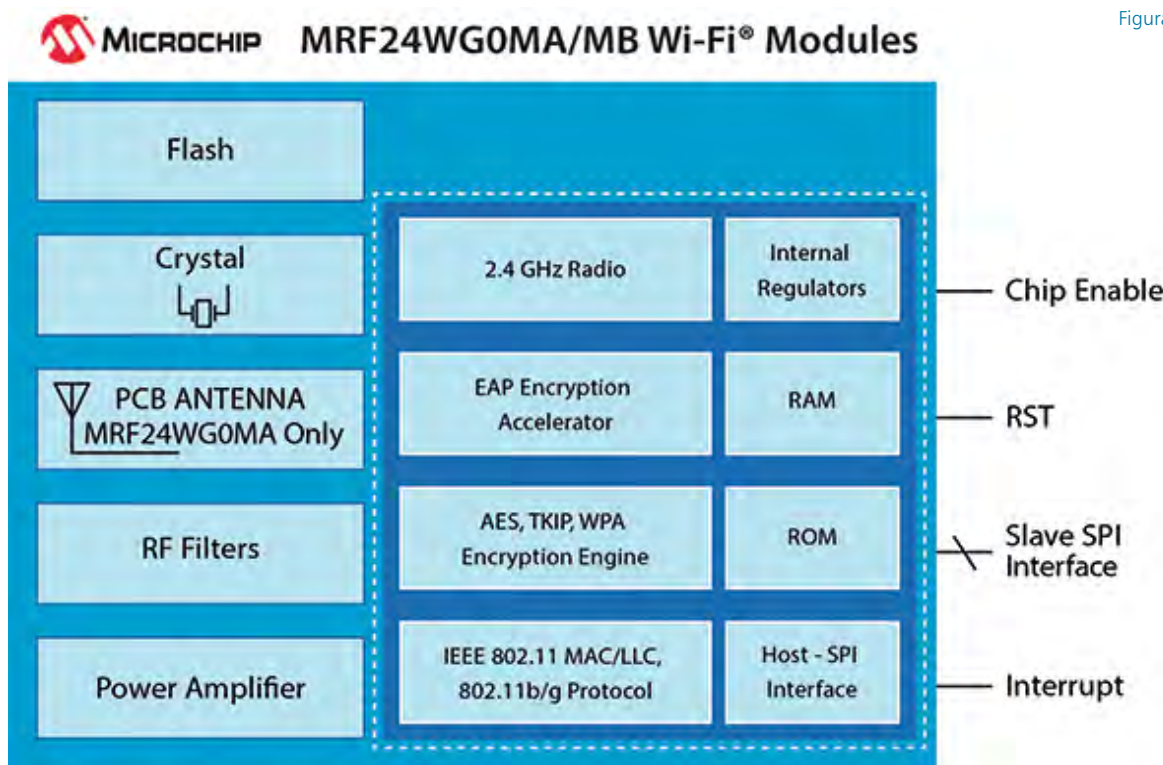 Figura
MICROCHIP MRF24WG0MA/MB Wi-Fi® Modules
Flash
Crystal
PCB ANTENNA
MRF24WG0MA Only
RF Filters
Power Amplifier
2.4 GHz Radio
Internal
Regulators
EAP Encryption
Accelerator
RAM
AES, TKIP, WPA
Encryption Engine
ROM
IEEE 802.11 MAC/LLC,
802.11b/g Protocol
Host - SPI
Interface
Chip Enable
RST
Slave SPI
Interface
Interrupt